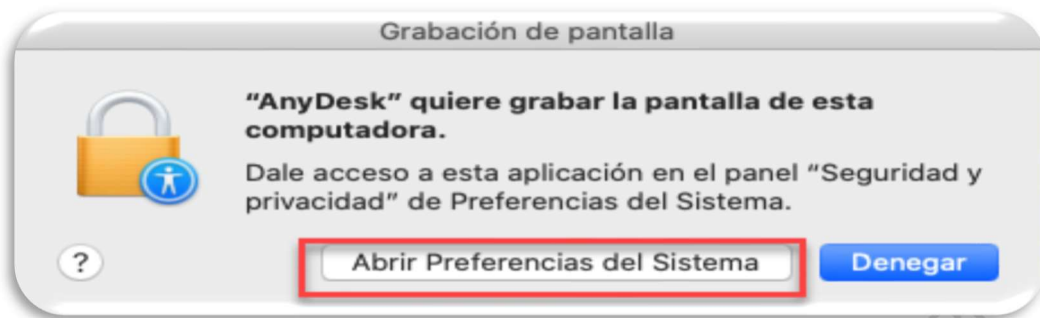 Grabación de pantalla
“AnyDesk” quiere grabar la pantalla de esta
computadora.
Dale acceso a esta aplicación en el panel “Seguridad y
privacidad” de Preferencias del Sistema.
?
Abrir Preferencias del Sistema
Denegar